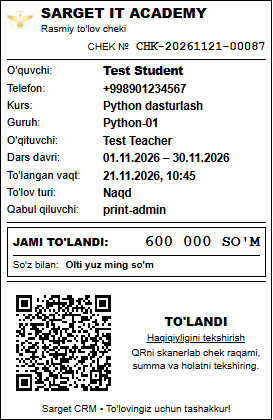 SARGET IT ACADEMY
Rasmiy to'lov cheki
CHEK № CHK-20261121-00087
O'quvchi: Test Student
Telefon: +998901234567
Kurs: Python dasturlash
Guruh: Python-01
O'qituvchi: Test Teacher
Dars davri: 01.11.2026 – 30.11.2026
To'langan vaqt: 21.11.2026, 10:45
To'lov turi: Naqd
Qabul qiluvchi: print-admin
JAMI TO'LANDI: 600 000 SO'M
So'z bilan: Olti yuz ming so'm
TO'LANDI
Haqiqiyligini tekshirish
QRni skanerlab chek raqami,
summa va holatni tekshiring.
Sarget CRM • To'lovingiz uchun tashakkur!